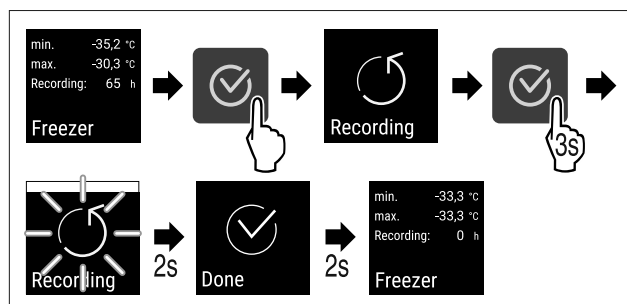 min. -35,2 °C
max. -30,3 °C
Recording: 65 h
Freezer
Recording
3s
Recording
2s
Done
2s
min. -33,3 °C
max. -33,3 °C
Recording: 0 h
Freezer